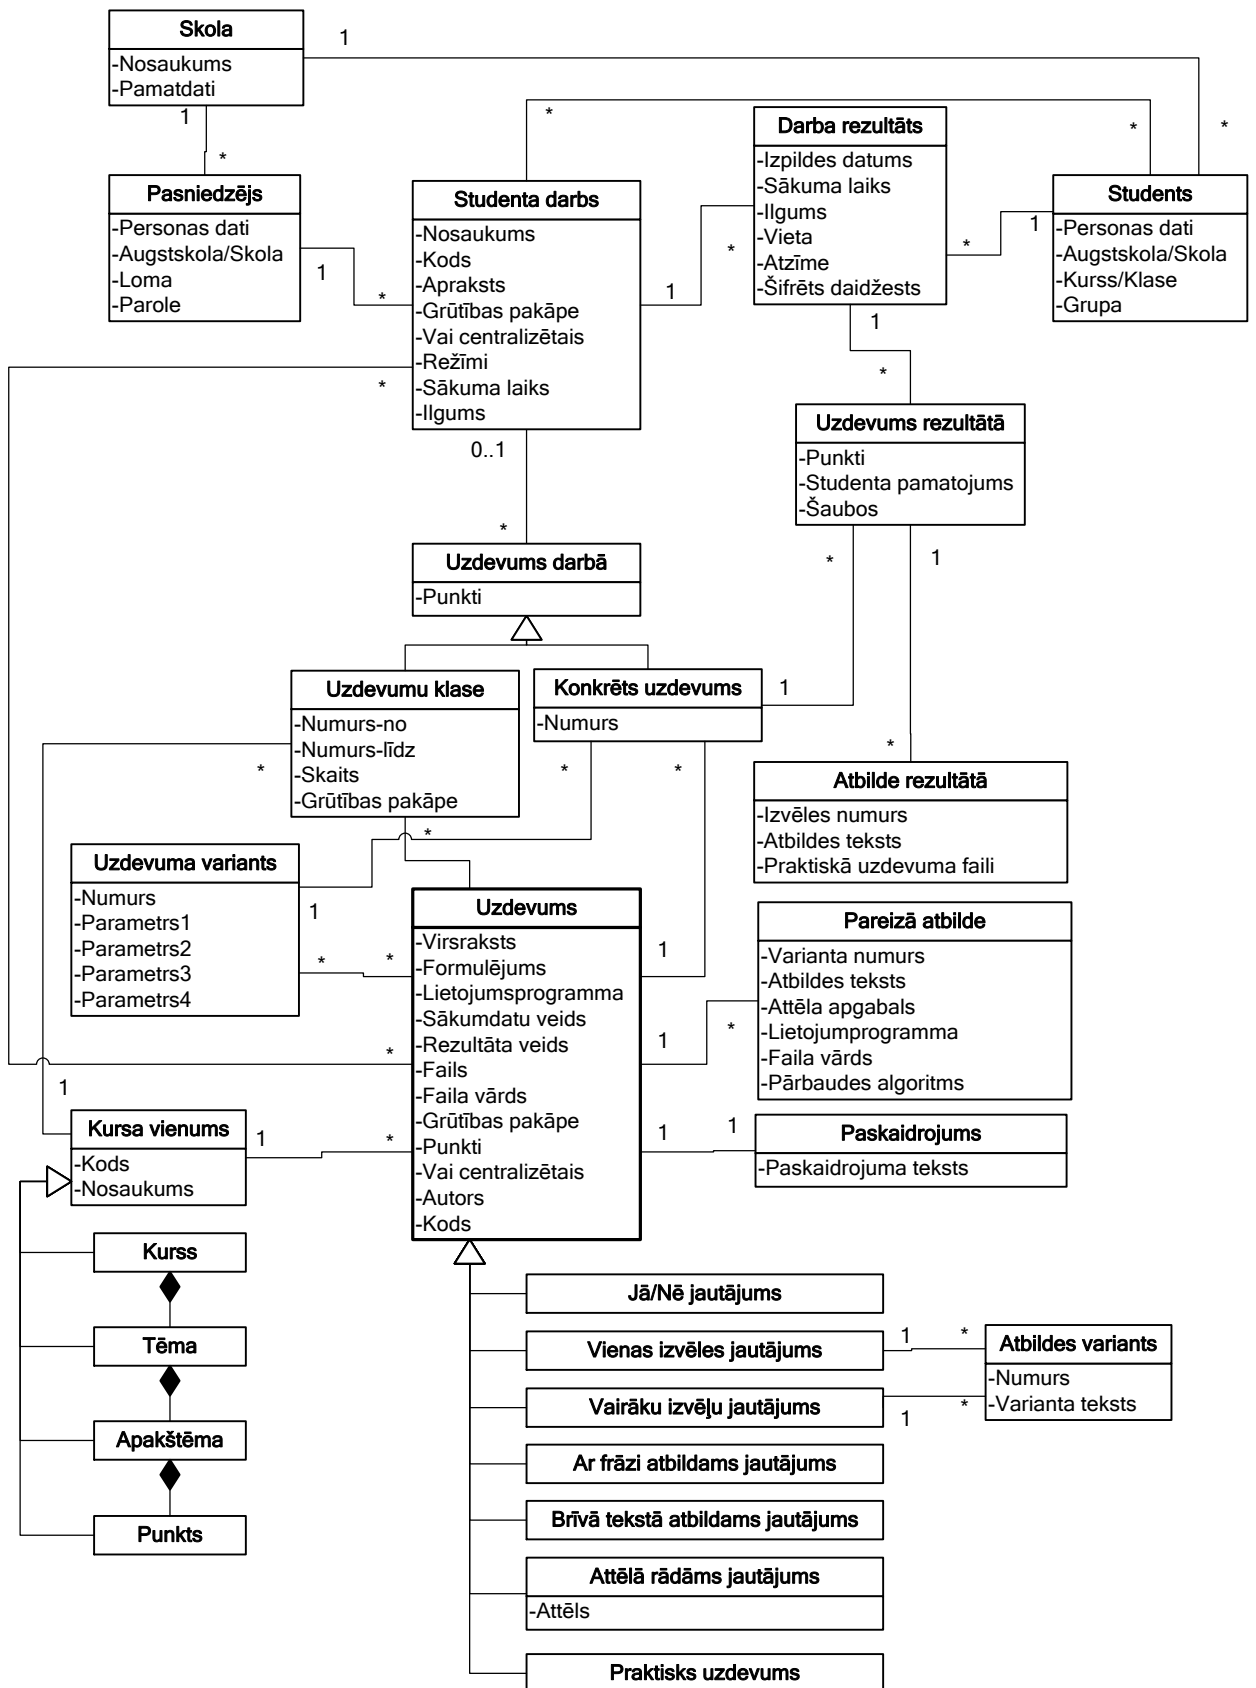 Skola
-Nosaukums
-Pamatdati
1
*
1
*
Pasniedzējs
-Personas dati
-Augstskola/Skola
-Loma
-Parole
1
*
*
*
Studenta darbs
-Nosaukums
-Kods
-Apraksts
-Grūtības pakāpe
-Vai centralizētais
-Režīmi
-Sākuma laiks
-Ilgums
1
*
*
Darba rezultāts
-Izpildes datums
-Sākuma laiks
-Ilgums
-Vieta
-Atzīme
-Šifrēts daidžests
*
1
Students
-Personas dati
-Augstskola/Skola
-Kurss/Klase
-Grupa
1
*
Uzdevums rezultātā
-Punkti
-Studenta pamatojums
-Šaubos
0..1
*
Uzdevums darbā
-Punkti
*
1
Uzdevumu klase
-Numurs-no
-Numurs-līdz
-Skaits
-Grūtības pakāpe
*
Konkrēts uzdevums
-Numurs
1
*
*
*
*
Atbilde rezultātā
-Izvēles numurs
-Atbildes teksts
-Praktiskā uzdevuma faili
Uzdevuma variants
-Numurs
-Parametrs1
-Parametrs2
-Parametrs3
-Parametrs4
1
*
*
Uzdevums
-Virsraksts
-Formulējums
-Lietojumsprogramma
-Sākumdatu veids
-Rezultāta veids
-Fails
-Faila vārds
-Grūtības pakāpe
-Punkti
-Vai centralizētais
-Autors
-Kods
1
1
*
*
Pareizā atbilde
-Varianta numurs
-Atbildes teksts
-Attēla apgabals
-Lietojumprogramma
-Faila vārds
-Pārbaudes algoritms
1
Kursa vienums
-Kods
-Nosaukums
1
*
1
1
Paskaidrojums
-Paskaidrojuma teksts
Kurss
Tēma
Apakštēma
Punkts
Jā/Nē jautājums
Vienas izvēles jautājums
1
*
Atbildes variants
-Numurs
-Varianta teksts
Vairāku izvēļu jautājums
1
*
Ar frāzi atbildams jautājums
Brīvā tekstā atbildams jautājums
Attēlā rādāms jautājums
-Attēls
Praktisks uzdevums